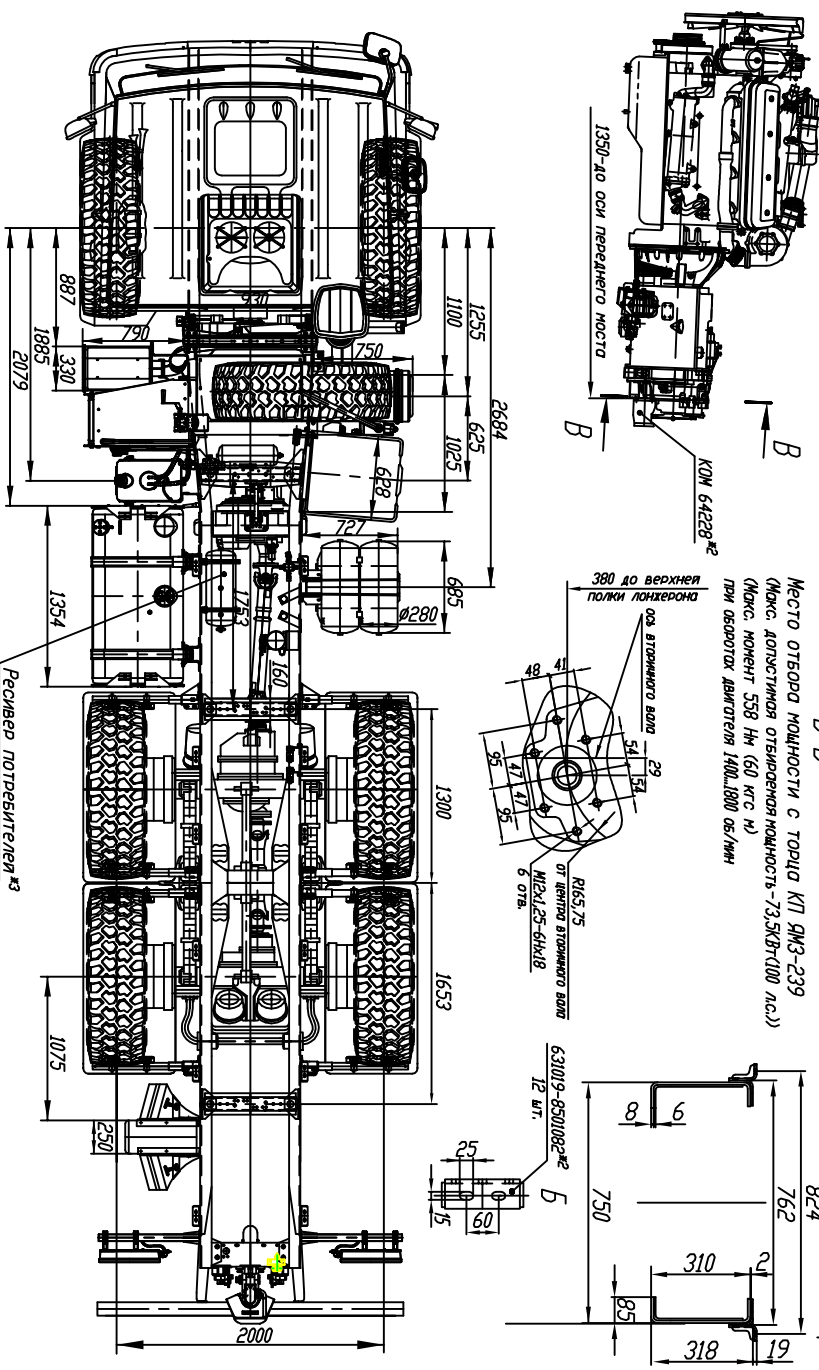 1350-до оси переднего моста
В
В
КОМ 64228*2
Место отбора мощности с торца КП ЯМЗ-239
(Макс. допустимая отбираемая мощность -73,5КВт(100 л.с.))
(Макс. момент 558 Нм (60 кгс м)
при оборотах двигателя 1400...1800 об/мин
380 до верхней
полки лонжерона
ось вторичного вала
48
41
54
29
54
95
47
47
95
R165,75
от центра вторичного вала
М12х1,25-6Нх18
6 отв.
631019-8501082*2
12 шт.
Б
25
15
60
824
762
750
8
6
310
2
85
318
19
887
1885
2079
330
790
930
750
1100
1255
2684
625
1025
628
727
685
Ø280
1354
1753
160
Ресивер потребителей*3
1380
1653
1075
250
2000